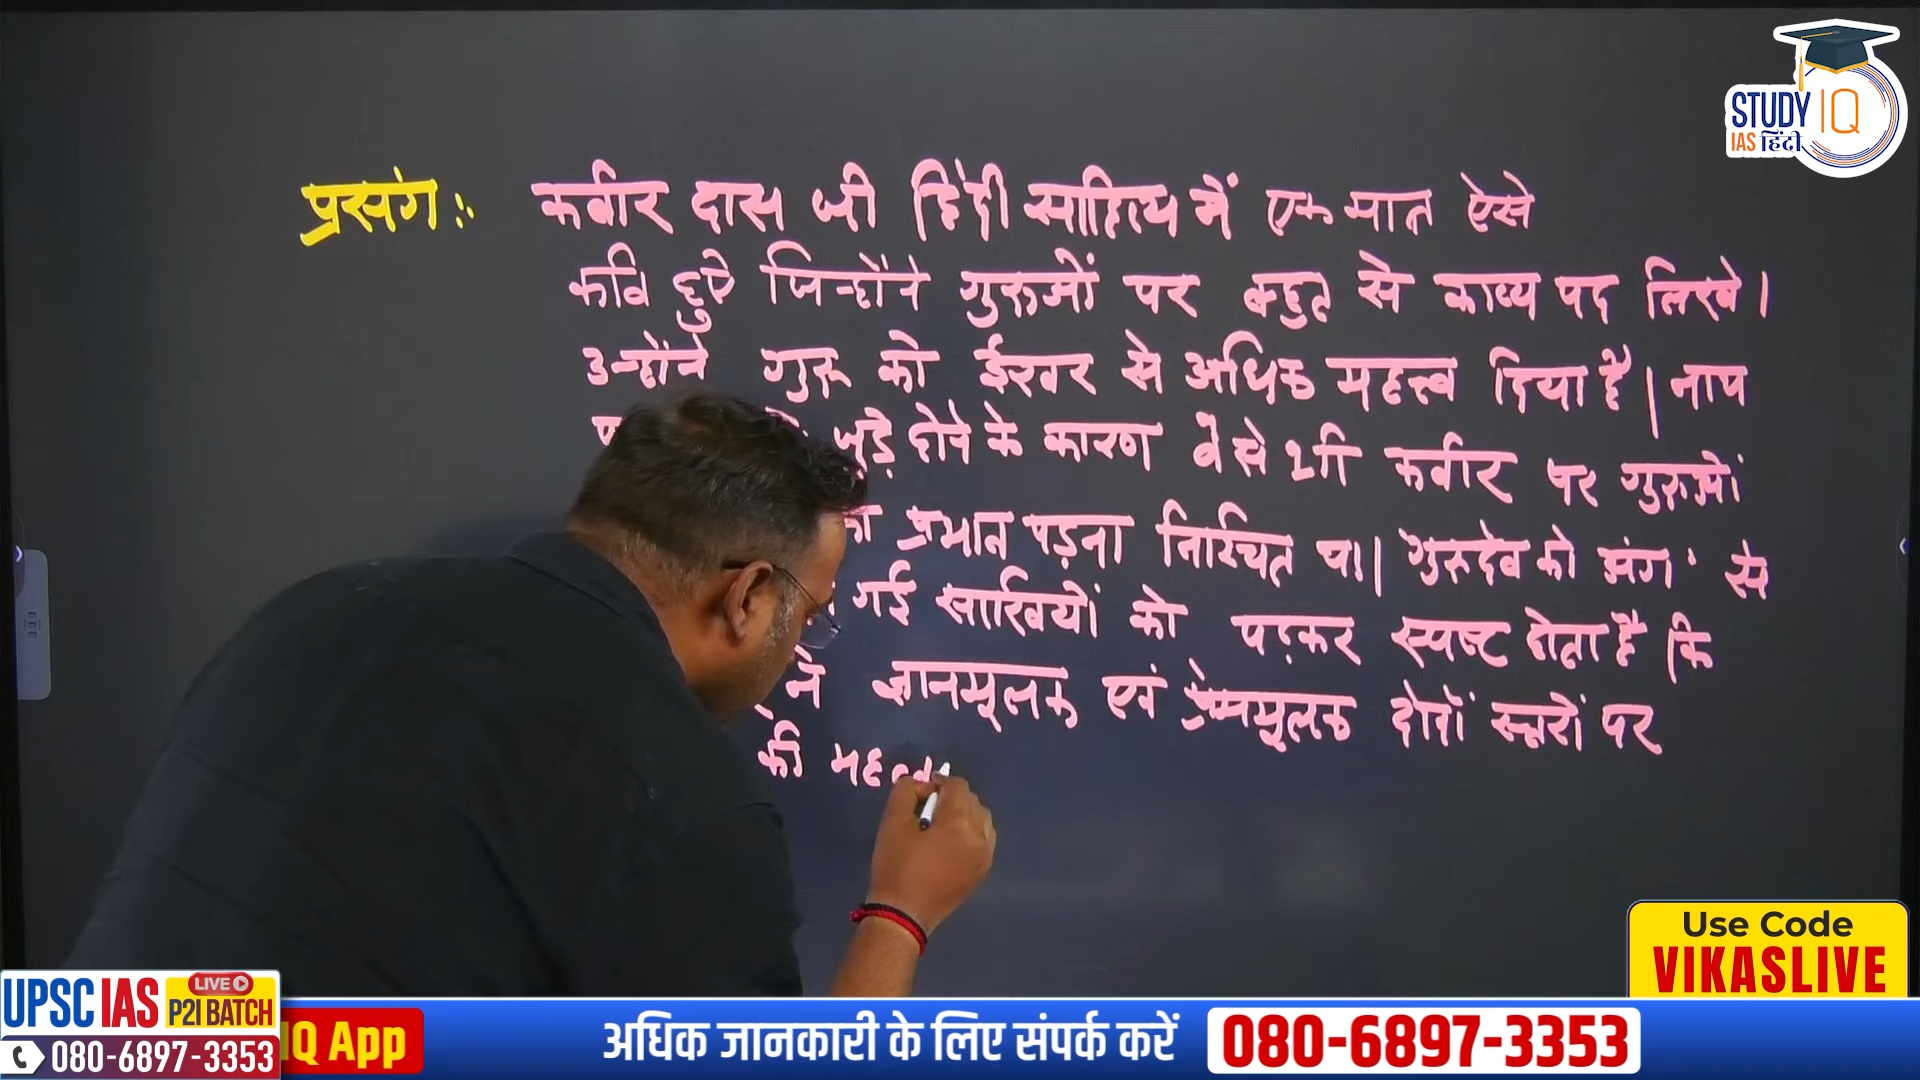 STUDY IQ
IAS हिंदी
प्रसंग :- कबीर दास जी हिंदी साहित्य में एकमात्र ऐसे
कवि हुऐ जिन्होंने गुरुओं पर बहुत से काव्य पद लिखे।
उन्होंने गुरू को ईश्वर से अधिक महत्त्व दिया है। नाथ
जुड़े होने के कारण वैसे भी कबीर पर गुरुओं
का प्रभाव पड़ना निश्चित था। गुरूदेव को अंग' से
गई साखियों को पढ़कर स्पष्ट होता है कि
ने ज्ञानमूलक एवं प्रेममूलक दोनों स्तरों पर
की
Use Code
VIKASLIVE
UPSC IAS LIVE
P2I BATCH
080-6897-3353
IQ App
अधिक जानकारी के लिए संपर्क करें 080-6897-3353